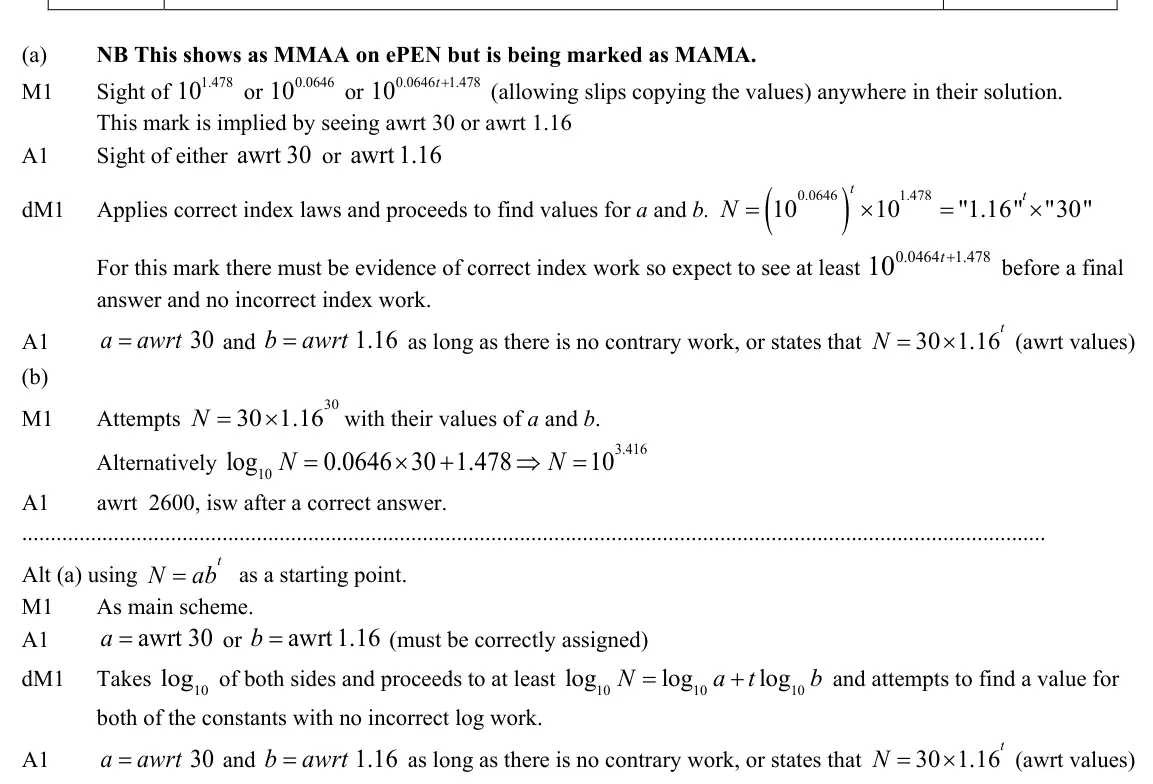 (a) NB This shows as MMAA on ePEN but is being marked as MAMA.
M1 Sight of 10^1.478 or 10^0.0646 or 10^(0.0646t+1.478) (allowing slips copying the values) anywhere in their solution.
This mark is implied by seeing awrt 30 or awrt 1.16
A1 Sight of either awrt 30 or awrt 1.16
dM1 Applies correct index laws and proceeds to find values for a and b. N = (10^0.0646)^t × 10^1.478 = "1.16"^t × "30"
For this mark there must be evidence of correct index work so expect to see at least 10^(0.0464t+1.478) before a final
answer and no incorrect index work.
A1 a = awrt 30 and b = awrt 1.16 as long as there is no contrary work, or states that N = 30×1.16^t (awrt values)
(b)
M1 Attempts N = 30×1.16^30 with their values of a and b.
Alternatively log₁₀ N = 0.0646×30+1.478 ⇒ N = 10^3.416
A1 awrt 2600, isw after a correct answer.
Alt (a) using N = ab^t as a starting point.
M1 As main scheme.
A1 a = awrt 30 or b = awrt 1.16 (must be correctly assigned)
dM1 Takes log₁₀ of both sides and proceeds to at least log₁₀ N = log₁₀ a + t log₁₀ b and attempts to find a value for
both of the constants with no incorrect log work.
A1 a = awrt 30 and b = awrt 1.16 as long as there is no contrary work, or states that N = 30×1.16^t (awrt values)